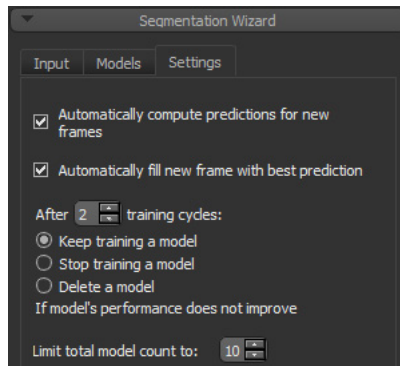 Segmentation Wizard
Input Models Settings
Automatically compute predictions for new
frames
Automatically fill new frame with best prediction
After 2 training cycles:
Keep training a model
Stop training a model
Delete a model
If model's performance does not improve
Limit total model count to: 10